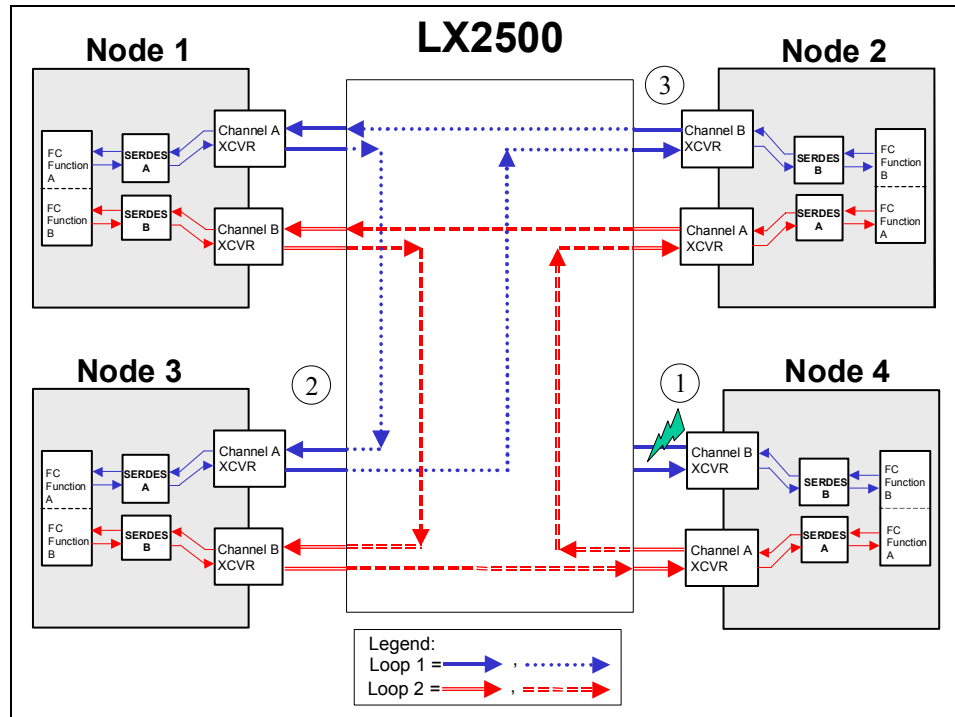 LX2500
Node 1
Node 2
3
Channel A
XCVR
FC
Function
A
SERDES
A
FC
Function
B
SERDES
B
Channel B
XCVR
Channel B
XCVR
SERDES
B
FC
Function
B
Channel A
XCVR
SERDES
A
FC
Function
A
Node 3
Node 4
2
1
Channel A
XCVR
FC
Function
A
SERDES
A
FC
Function
B
SERDES
B
Channel B
XCVR
Channel B
XCVR
SERDES
B
FC
Function
B
Channel A
XCVR
SERDES
A
FC
Function
A
Legend:
Loop 1 = ,
Loop 2 = ,